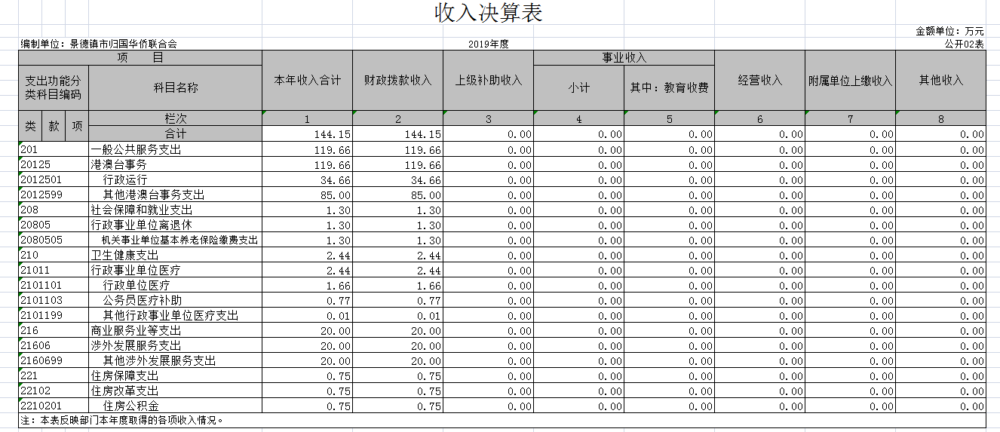 收入决算表
金额单位：万元
编制单位：景德镇市归国华侨联合会 2019年度 公开02表
项 目 本年收入合计 财政拨款收入 上级补助收入 事业收入 经营收入 附属单位上缴收入 其他收入
支出功能分类科目编码 科目名称 小计 其中：教育收费
类 款 项 栏次 1 2 3 4 5 6 7 8
合计 144.15 144.15 0.00 0.00 0.00 0.00 0.00 0.00
201 一般公共服务支出 119.66 119.66 0.00 0.00 0.00 0.00 0.00 0.00
20125 港澳台事务 119.66 119.66 0.00 0.00 0.00 0.00 0.00 0.00
2012501 行政运行 34.66 34.66 0.00 0.00 0.00 0.00 0.00 0.00
2012599 其他港澳台事务支出 85.00 85.00 0.00 0.00 0.00 0.00 0.00 0.00
208 社会保障和就业支出 1.30 1.30 0.00 0.00 0.00 0.00 0.00 0.00
20805 行政事业单位离退休 1.30 1.30 0.00 0.00 0.00 0.00 0.00 0.00
2080505 机关事业单位基本养老保险缴费支出 1.30 1.30 0.00 0.00 0.00 0.00 0.00 0.00
210 卫生健康支出 2.44 2.44 0.00 0.00 0.00 0.00 0.00 0.00
21011 行政事业单位医疗 2.44 2.44 0.00 0.00 0.00 0.00 0.00 0.00
2101101 行政单位医疗 1.66 1.66 0.00 0.00 0.00 0.00 0.00 0.00
2101103 公务员医疗补助 0.77 0.77 0.00 0.00 0.00 0.00 0.00 0.00
2101199 其他行政事业单位医疗支出 0.01 0.01 0.00 0.00 0.00 0.00 0.00 0.00
216 商业服务业等支出 20.00 20.00 0.00 0.00 0.00 0.00 0.00 0.00
21606 涉外发展服务支出 20.00 20.00 0.00 0.00 0.00 0.00 0.00 0.00
2160699 其他涉外发展服务支出 20.00 20.00 0.00 0.00 0.00 0.00 0.00 0.00
221 住房保障支出 0.75 0.75 0.00 0.00 0.00 0.00 0.00 0.00
22102 住房改革支出 0.75 0.75 0.00 0.00 0.00 0.00 0.00 0.00
2210201 住房公积金 0.75 0.75 0.00 0.00 0.00 0.00 0.00 0.00
注：本表反映部门本年度取得的各项收入情况。